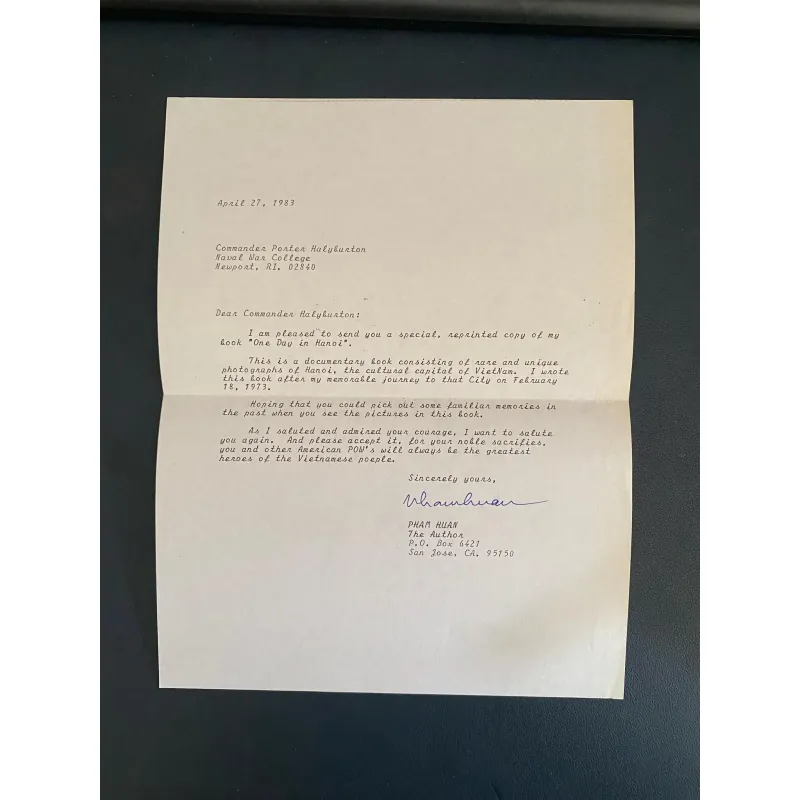 April 27, 1983
Commander Porter Halyburton
Naval War College
Newport, RI. 02840
Dear Commander Halyburton:
I am pleased to send you a special, reprinted copy of my
book "One Day in Hanoi".
This is a documentary book consisting of rare and unique
photographs of Hanoi, the cultural capital of VietNam. I wrote
this book after my memorable journey to that City on February
18, 1973.
Hoping that you could pick out some familiar memories in
the past when you see the pictures in this book.
As I saluted and admired your courage, I want to salute
you again. And please accept it, for your noble sacrifies,
you and other American POW's will always be the greatest
heroes of the Vietnamese poeple.
Sincerely yours,
Phamhuan
PHAM HUAN
The Author
P.O. Box 6421
San Jose, CA, 95150